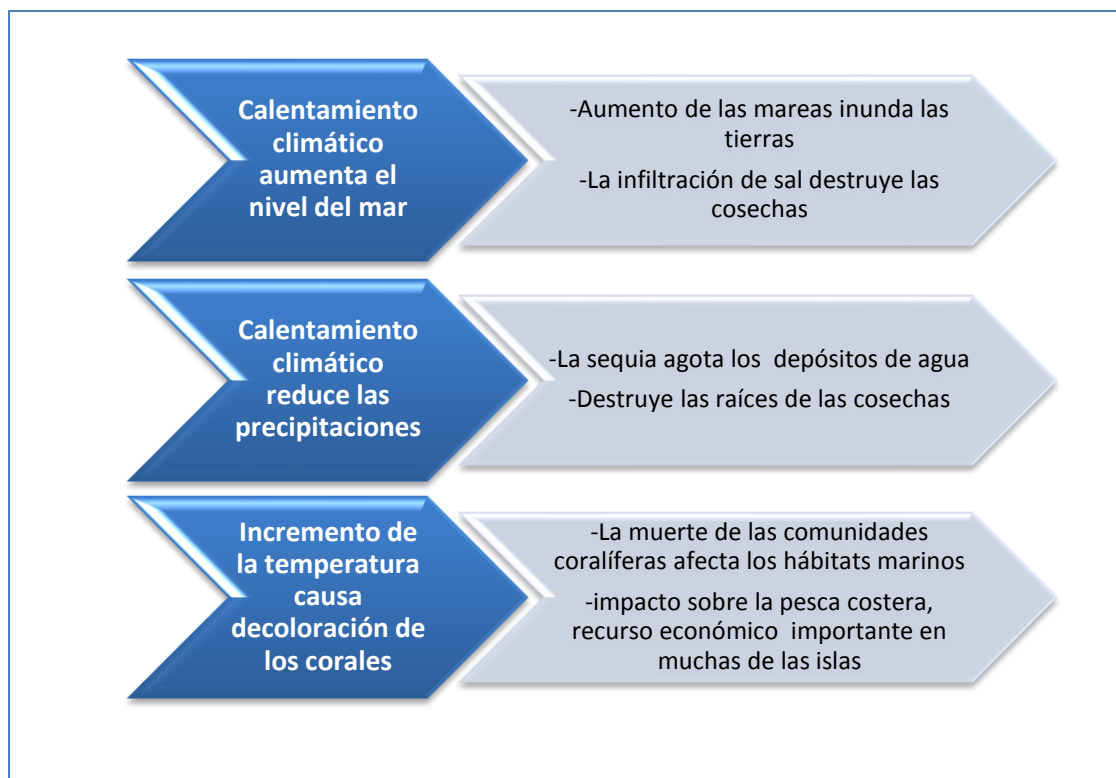 Calentamiento
climático
aumenta el
nivel del mar
-Aumento de las mareas inunda las
tierras
-La infiltración de sal destruye las
cosechas
Calentamiento
climático
reduce las
precipitaciones
-La sequia agota los  depósitos de agua
-Destruye las raíces de las cosechas
Incremento de
la temperatura
causa
decoloración de
los corales
-La muerte de las comunidades
coralíferas afecta los hábitats marinos
-impacto sobre la pesca costera,
recurso económico  importante en
muchas de las islas